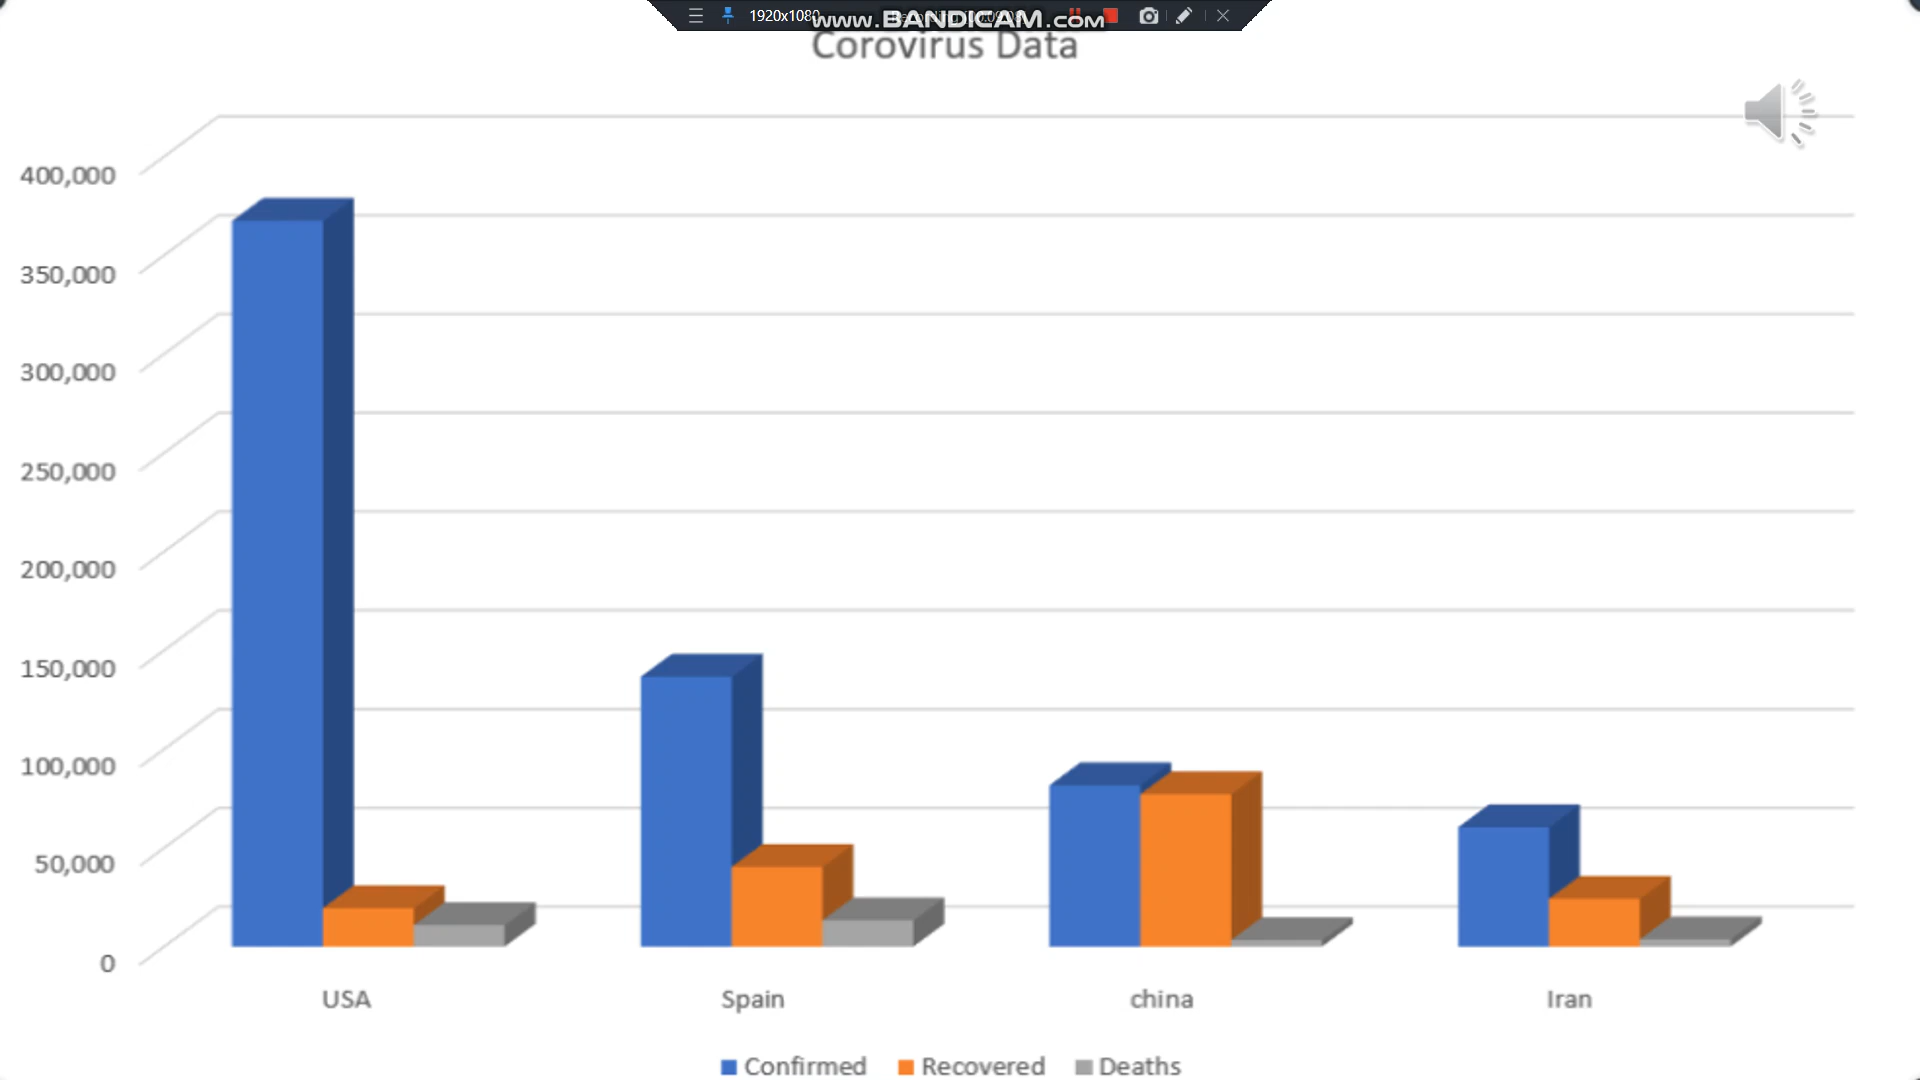 1920x1080
www.BANDICAM.com
Corovirus Data
400,000
350,000
300,000
250,000
200,000
150,000
100,000
50,000
0
USA Spain china Iran
Confirmed Recovered Deaths